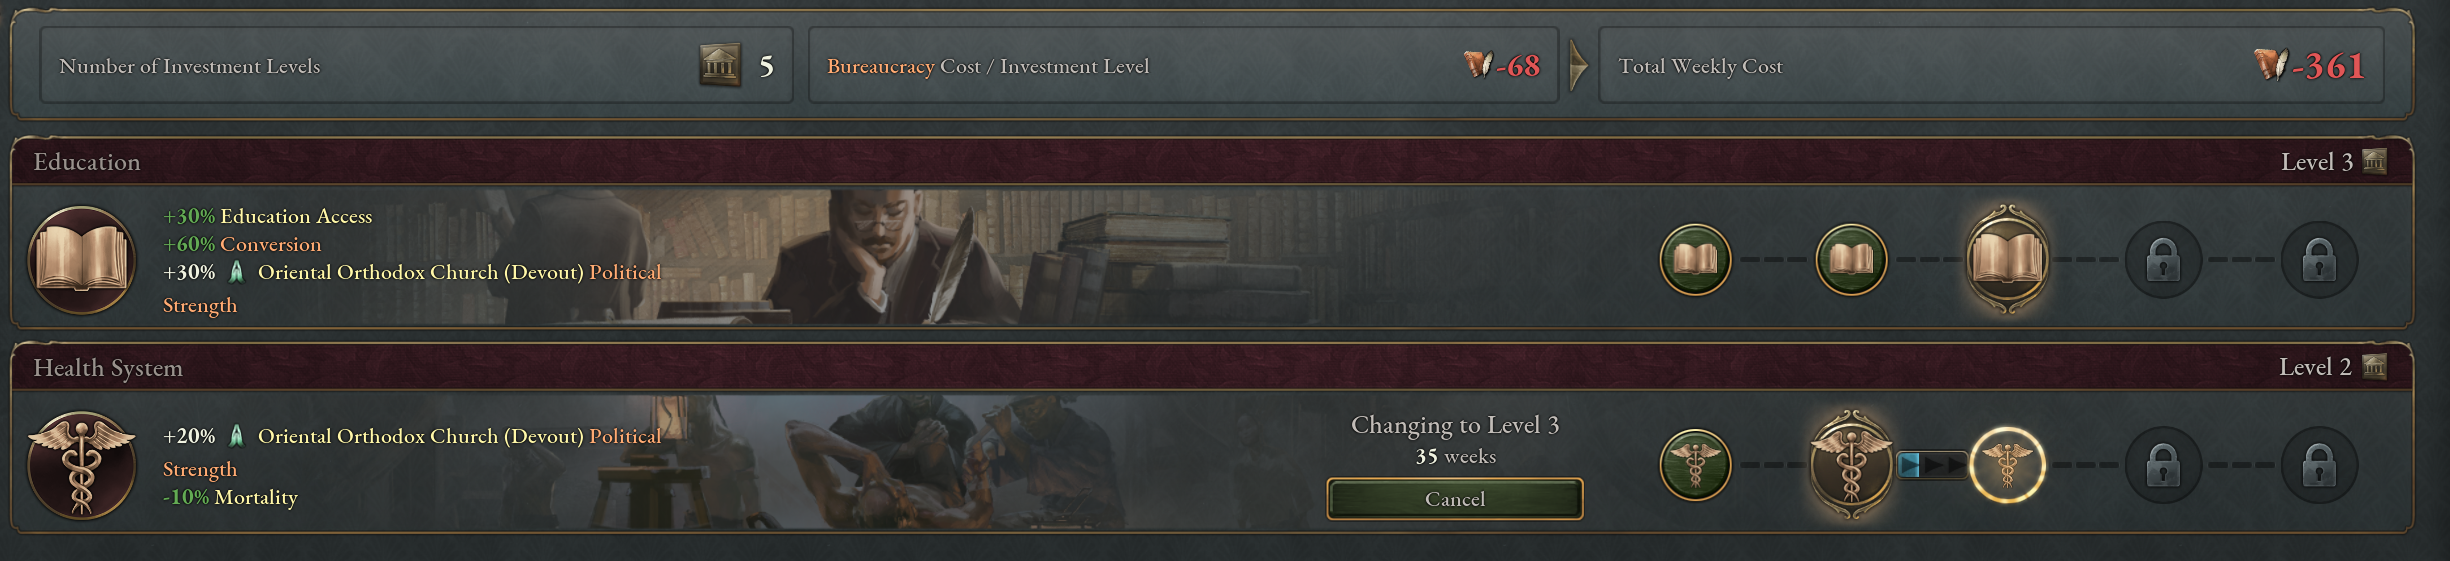 Number of Investment Levels 5
Bureaucracy Cost / Investment Level -68
Total Weekly Cost -361
Education Level 3
+30% Education Access
+60% Conversion
+30% Oriental Orthodox Church (Devout) Political
Strength
Health System Level 2
+20% Oriental Orthodox Church (Devout) Political
Strength
-10% Mortality
Changing to Level 3
35 weeks
Cancel